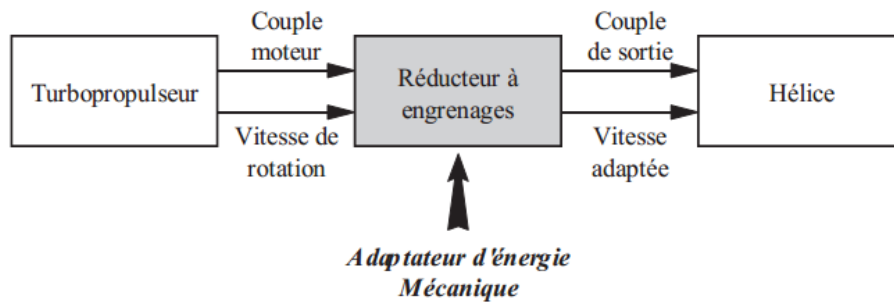 Couple
moteur
Couple
de sortie
Turbopropulseur
Réducteur à
engrenages
Hélice
Vitesse de
rotation
Vitesse
adaptée
Adaptateur d'énergie
Mécanique